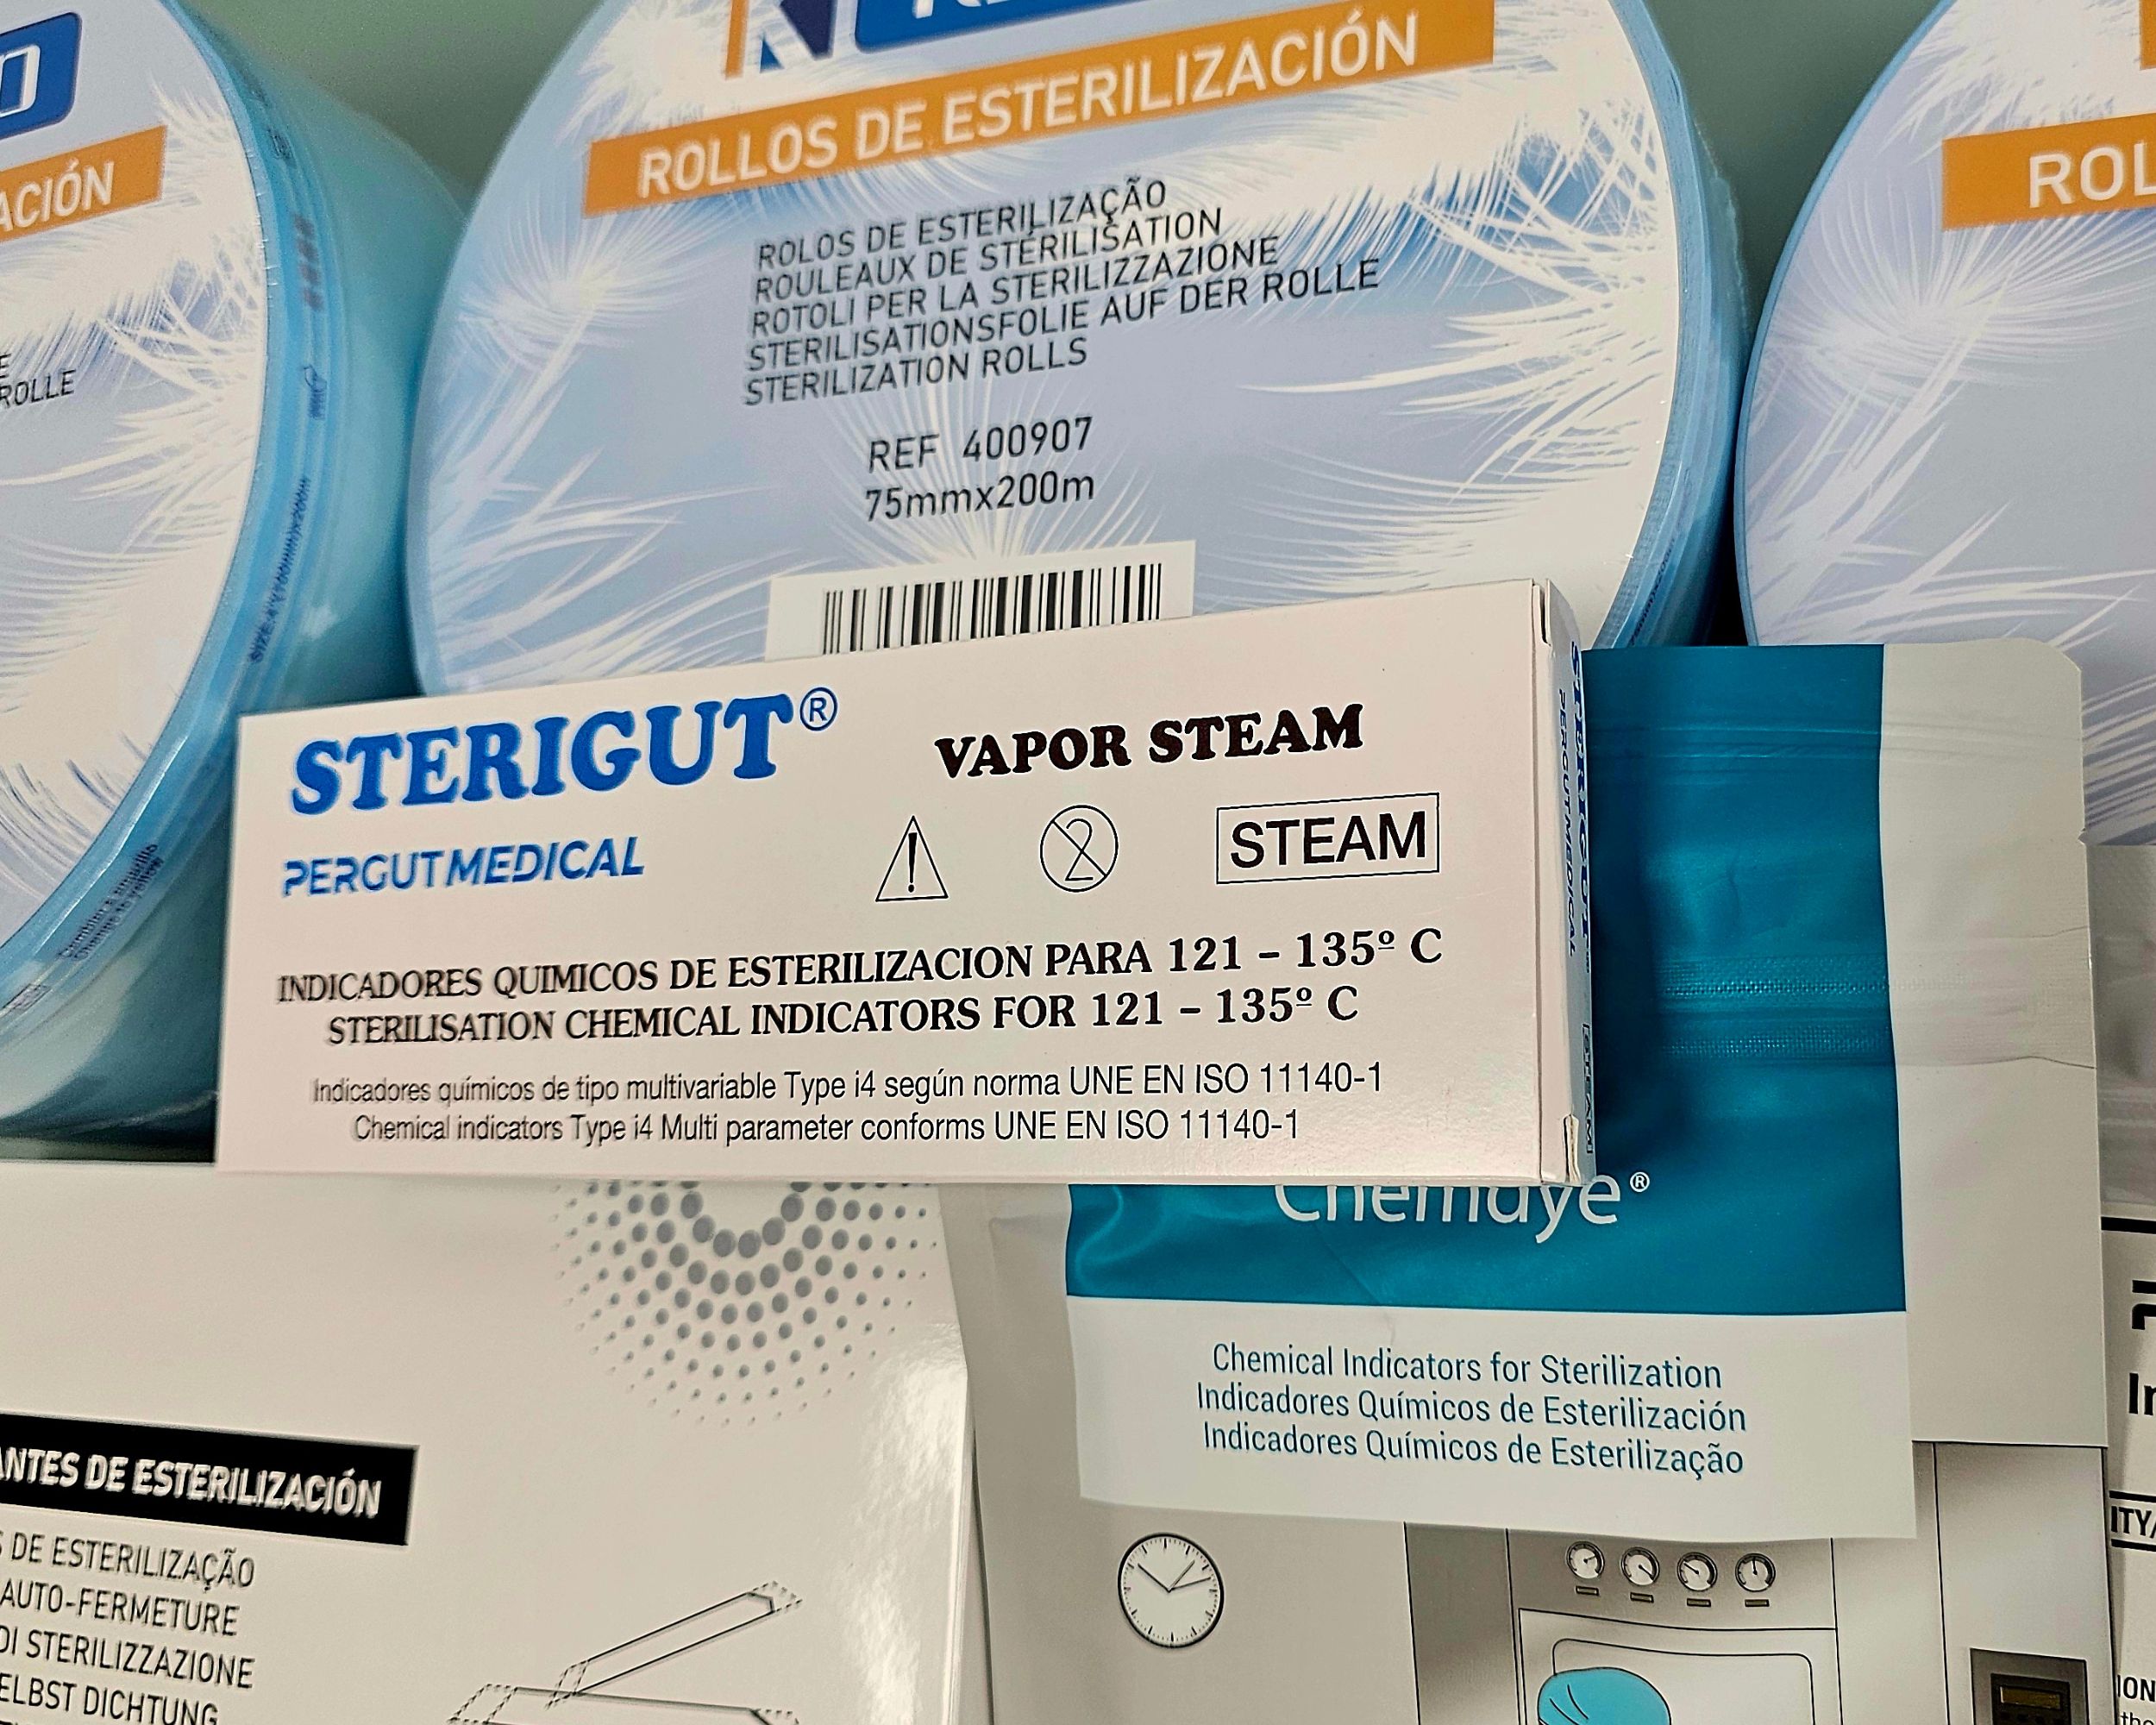 ACIÓN
ROLLE
ROLLOS DE ESTERILIZACIÓN
ROLOS DE ESTERILIZAÇÃO
ROULEAUX DE STÉRILISATION
ROTOLI PER LA STERILIZZAZIONE
STERILISATIONSFOLIE AUF DER ROLLE
STERILIZATION ROLLS
REF 400907
75mmx200m
ROL
STERIGUT®
VAPOR STEAM
PERGUTMEDICAL
2
STEAM
INDICADORES QUIMICOS DE ESTERILIZACION PARA 121 – 135º C
STERILISATION CHEMICAL INDICATORS FOR 121 – 135º C
Indicadores químicos de tipo multivariable Type i4 según norma UNE EN ISO 11140-1
Chemical indicators Type i4 Multi parameter conforms UNE EN ISO 11140-1
STERIGUT
PERGUTMEDICAL
STEAM
Chemdye®
Chemical Indicators for Sterilization
Indicadores Químicos de Esterilización
Indicadores Químicos de Esterilização
ANTES DE ESTERILIZACIÓN
DE ESTERILIZAÇÃO
AUTO-FERMETURE
DI STERILIZZAZIONE
ELBST DICHTUNG